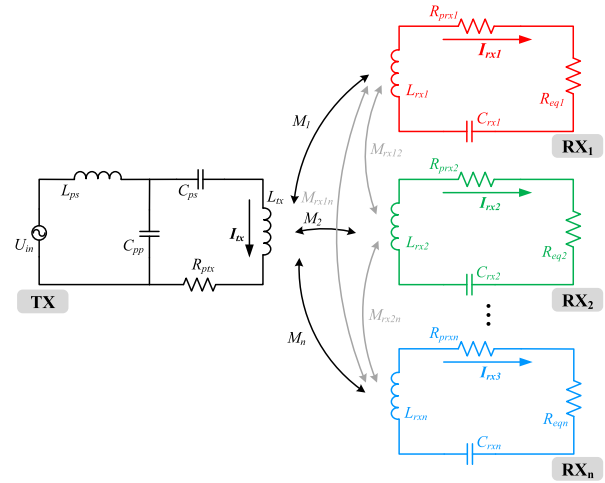 U_in
TX
L_ps
C_pp
C_ps
R_ptx
L_tx
I_tx
M_1
M_2
M_n
M_rx12
M_rx1n
M_rx2n
R_prx1
I_rx1
L_rx1
C_rx1
R_eq1
RX_1
R_prx2
I_rx2
L_rx2
C_rx2
R_eq2
RX_2
R_prxn
I_rx3
L_rxn
C_rxn
R_eqn
RX_n